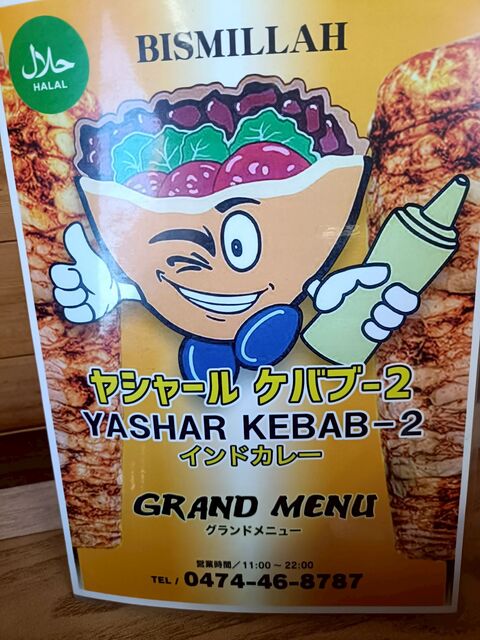 حلال
HALAL
BISMILLAH
ヤシャール ケバブ-2
YASHAR KEBAB-2
インドカレー
GRAND MENU
グランドメニュー
営業時間/11:00~22:00
TEL / 0474-46-8787